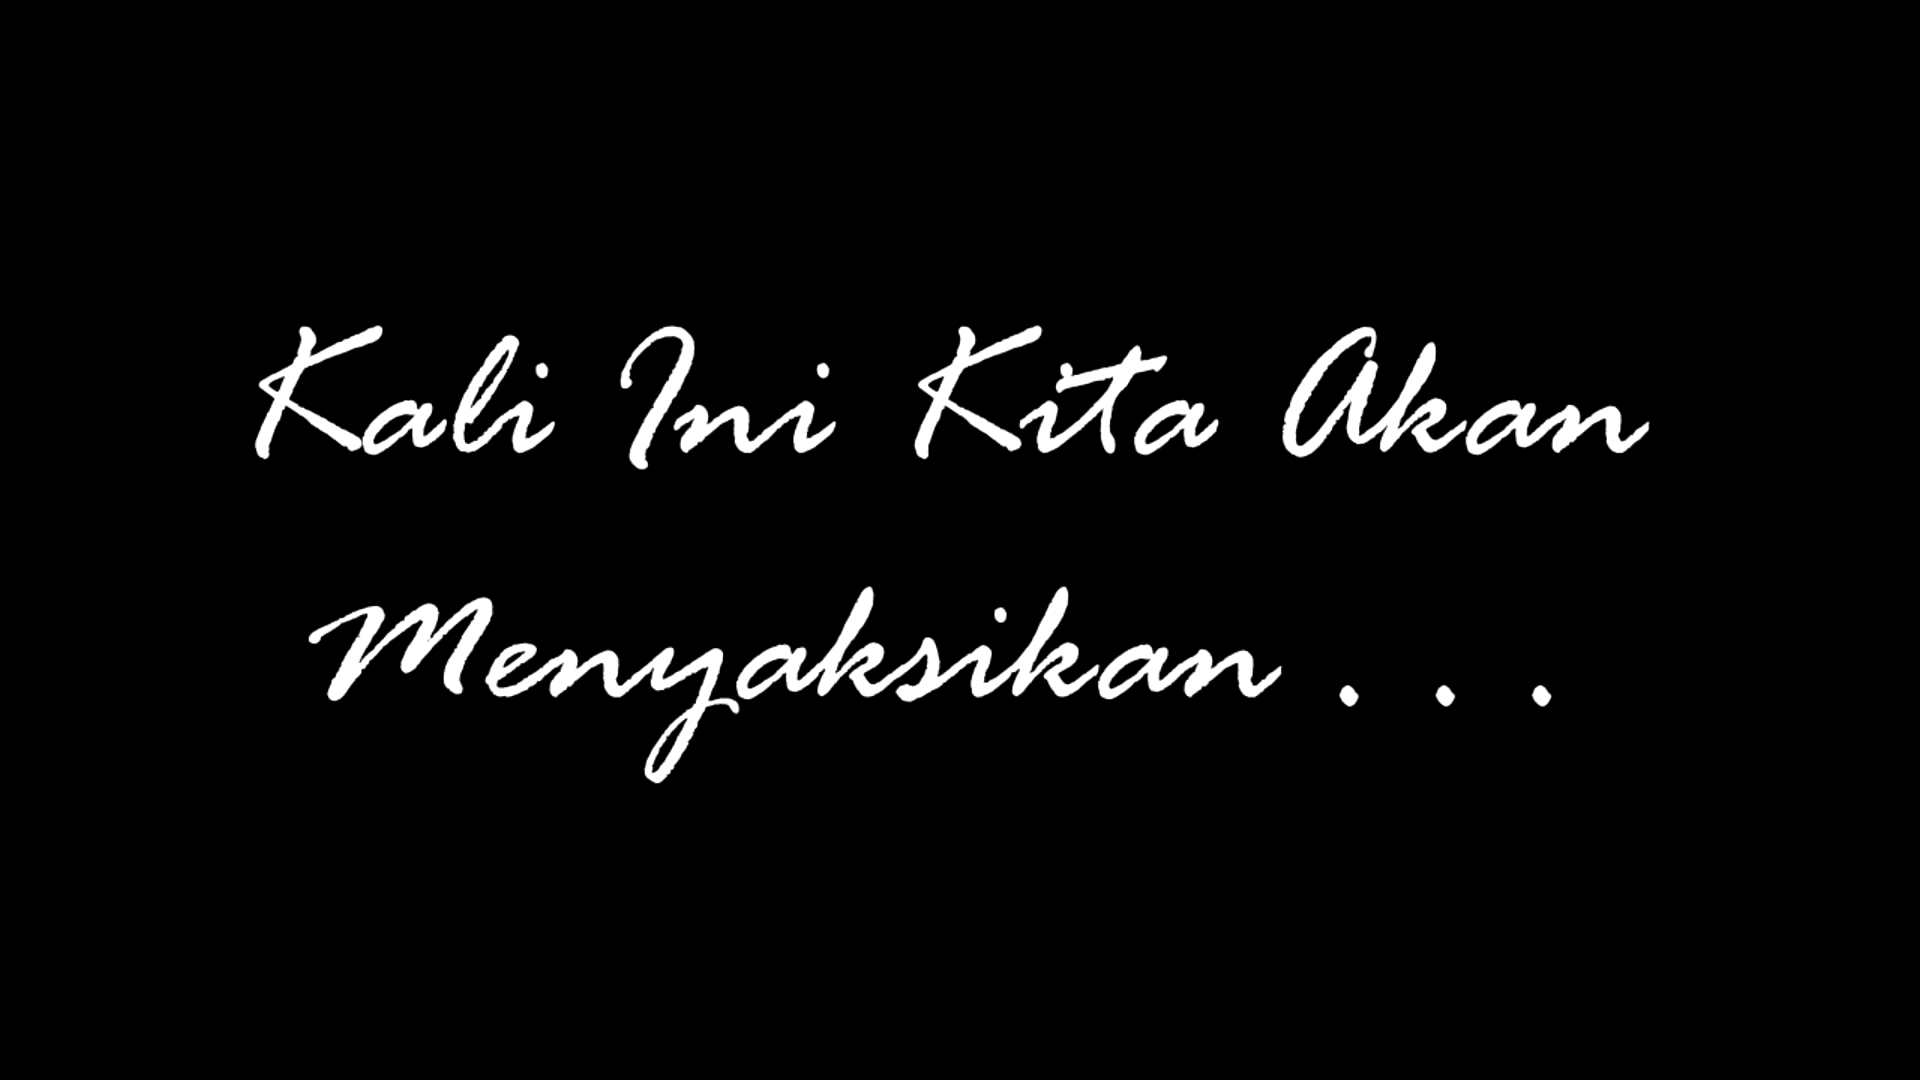 Kali Ini Kita Akan
Menyaksikan . . .